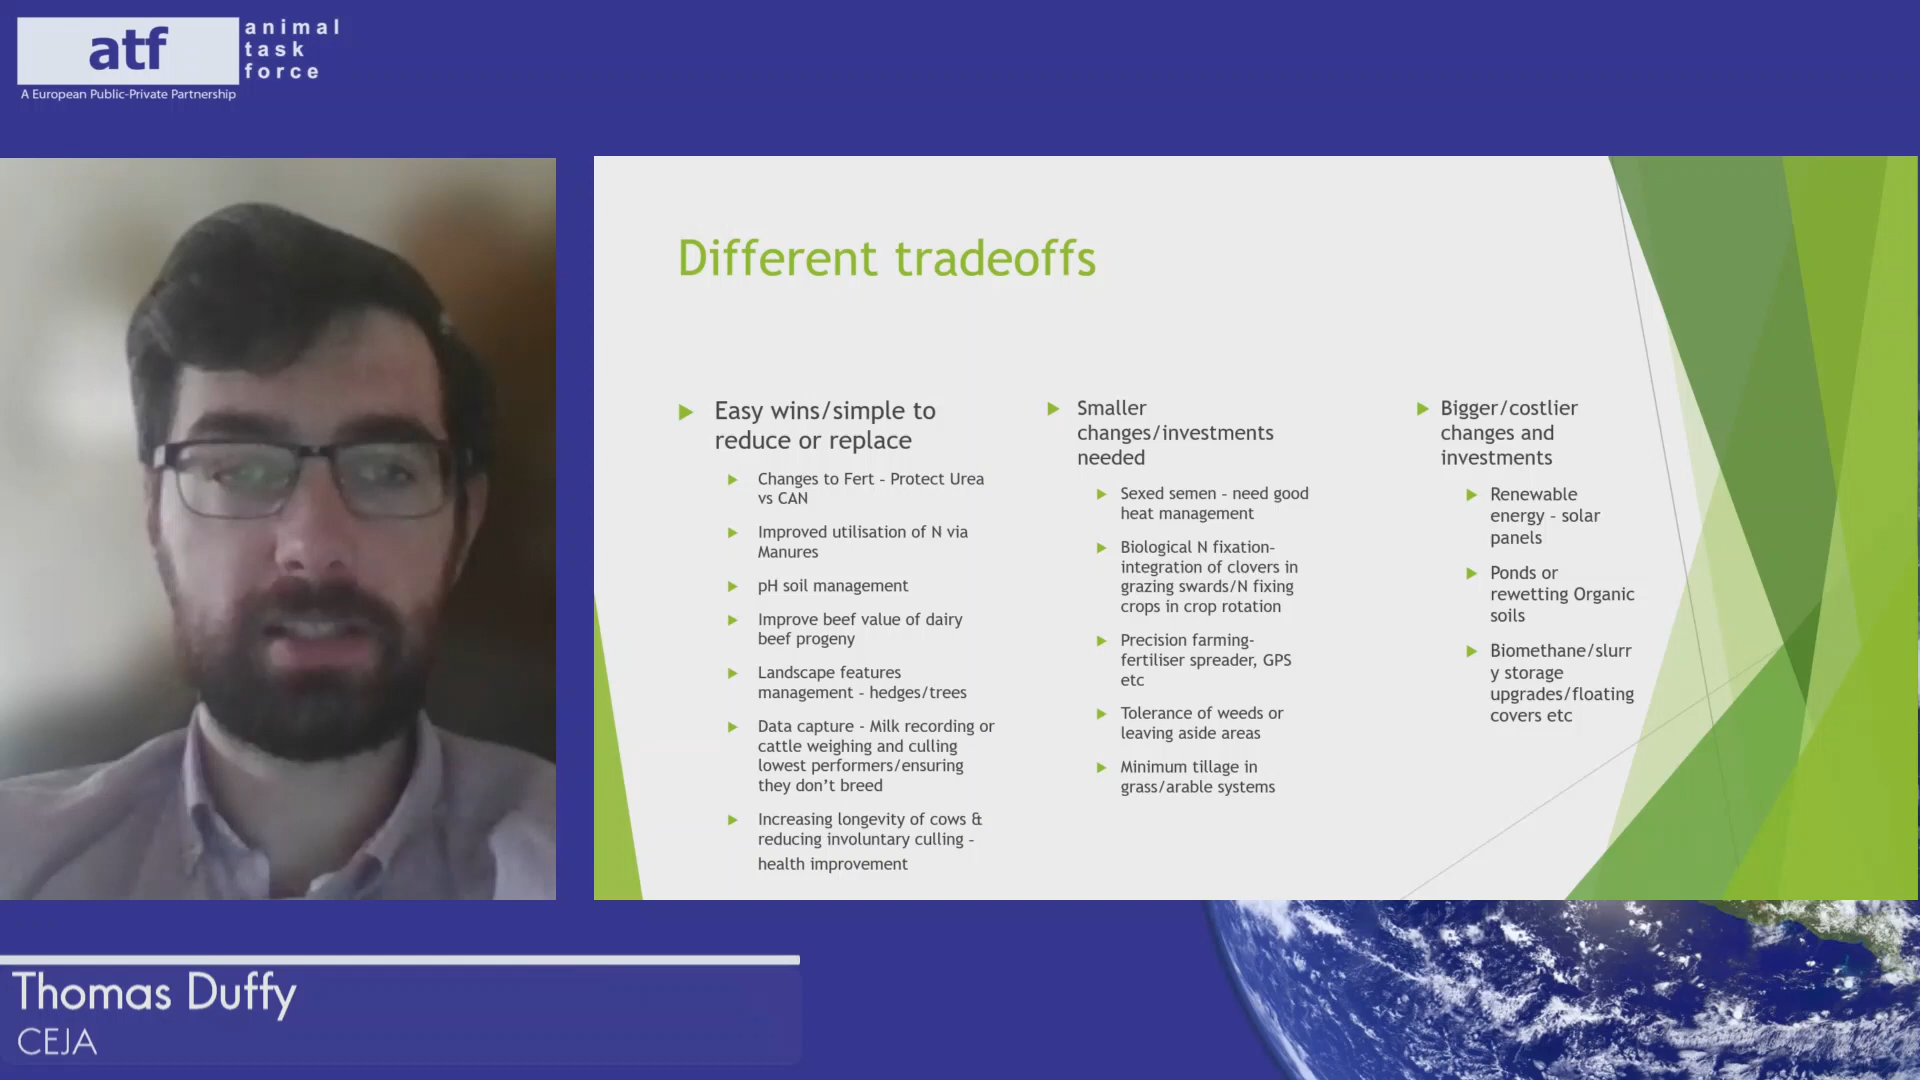 atf
animal
task
force
A European Public-Private Partnership
Different tradeoffs
Easy wins/simple to
reduce or replace
Changes to Fert - Protect Urea
vs CAN
Improved utilisation of N via
Manures
pH soil management
Improve beef value of dairy
beef progeny
Landscape features
management - hedges/trees
Data capture - Milk recording or
cattle weighing and culling
lowest performers/ensuring
they don't breed
Increasing longevity of cows &
reducing involuntary culling -
health improvement
Smaller
changes/investments
needed
Sexed semen - need good
heat management
Biological N fixation-
integration of clovers in
grazing swards/N fixing
crops in crop rotation
Precision farming-
fertiliser spreader, GPS
etc
Tolerance of weeds or
leaving aside areas
Minimum tillage in
grass/arable systems
Bigger/costlier
changes and
investments
Renewable
energy - solar
panels
Ponds or
rewetting Organic
soils
Biomethane/slurr
y storage
upgrades/floating
covers etc
Thomas Duffy
CEJA